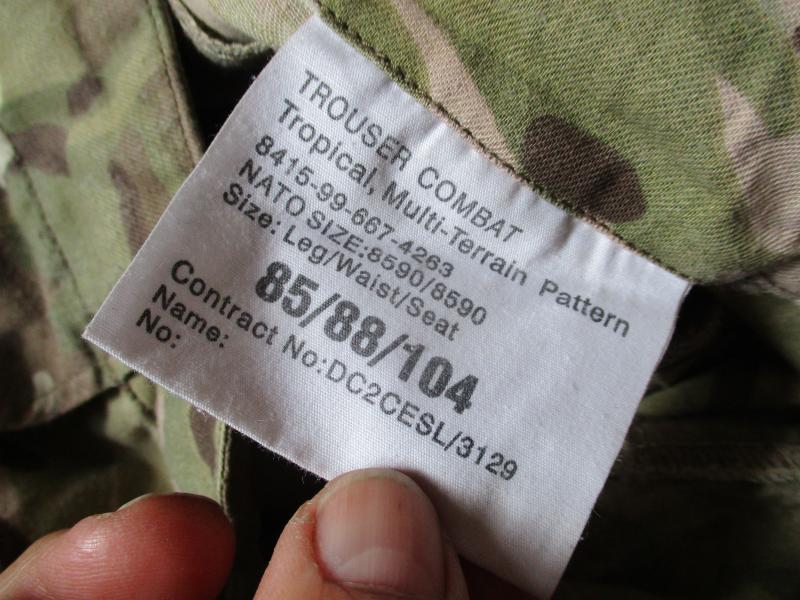 TROUSER COMBAT
Tropical, Multi-Terrain Pattern
8415-99-667-4263
NATO SIZE:8590/8590
Size: Leg/Waist/Seat
85/88/104
Contract No:DC2CESL/3129
Name:
No: